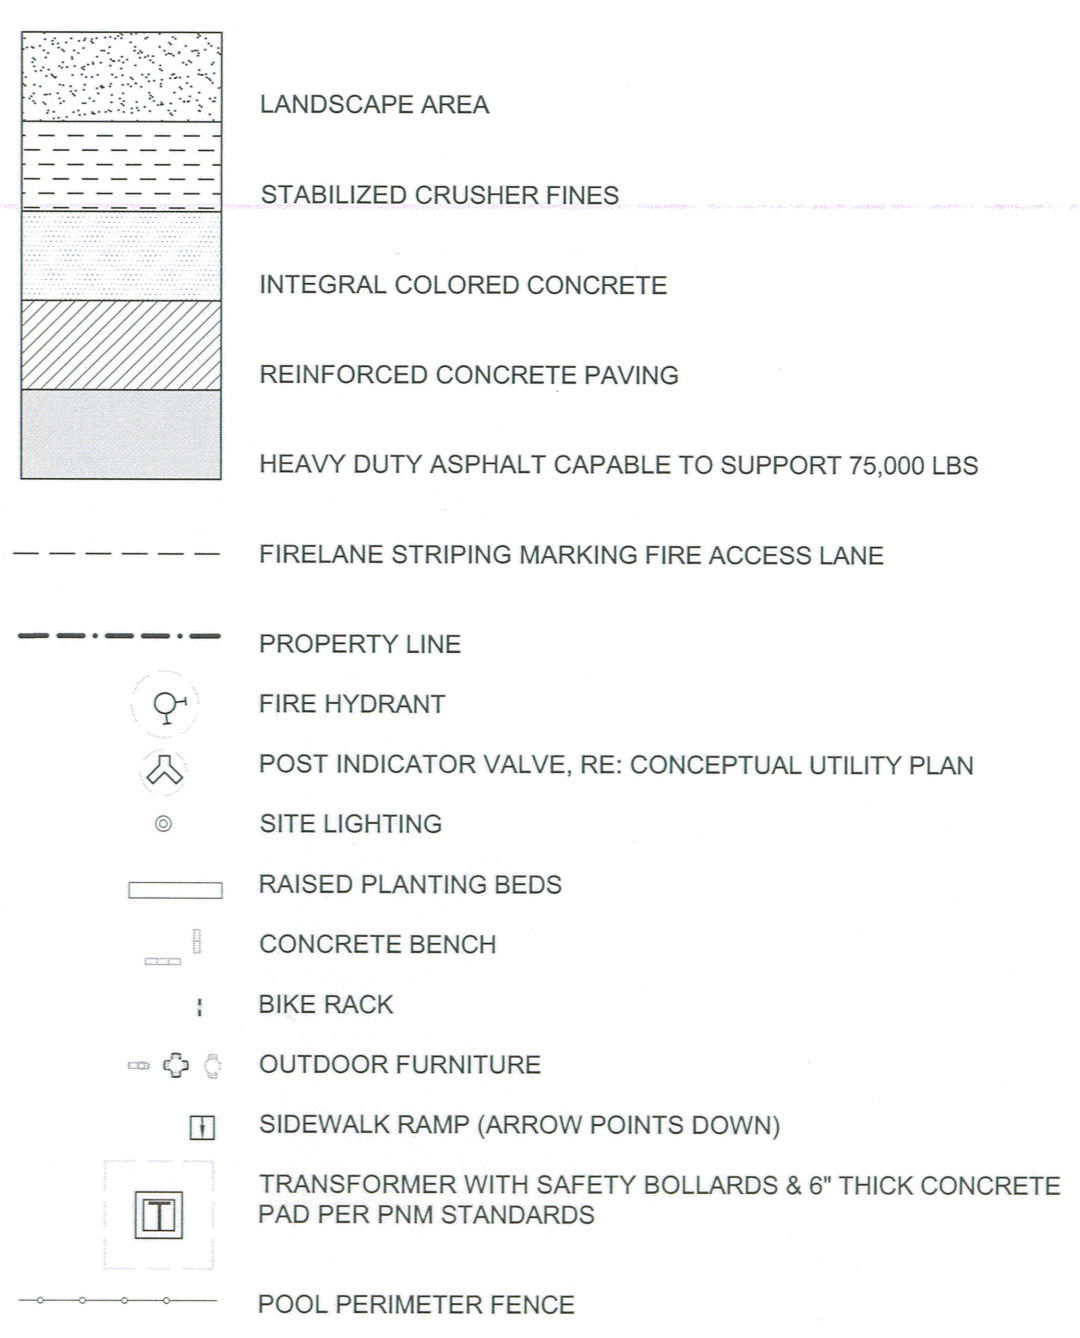 LANDSCAPE AREA
STABILIZED CRUSHER FINES
INTEGRAL COLORED CONCRETE
REINFORCED CONCRETE PAVING
HEAVY DUTY ASPHALT CAPABLE TO SUPPORT 75,000 LBS
FIRELANE STRIPING MARKING FIRE ACCESS LANE
PROPERTY LINE
FIRE HYDRANT
POST INDICATOR VALVE, RE: CONCEPTUAL UTILITY PLAN
SITE LIGHTING
RAISED PLANTING BEDS
CONCRETE BENCH
BIKE RACK
OUTDOOR FURNITURE
SIDEWALK RAMP (ARROW POINTS DOWN)
T
TRANSFORMER WITH SAFETY BOLLARDS & 6" THICK CONCRETE
PAD PER PNM STANDARDS
POOL PERIMETER FENCE